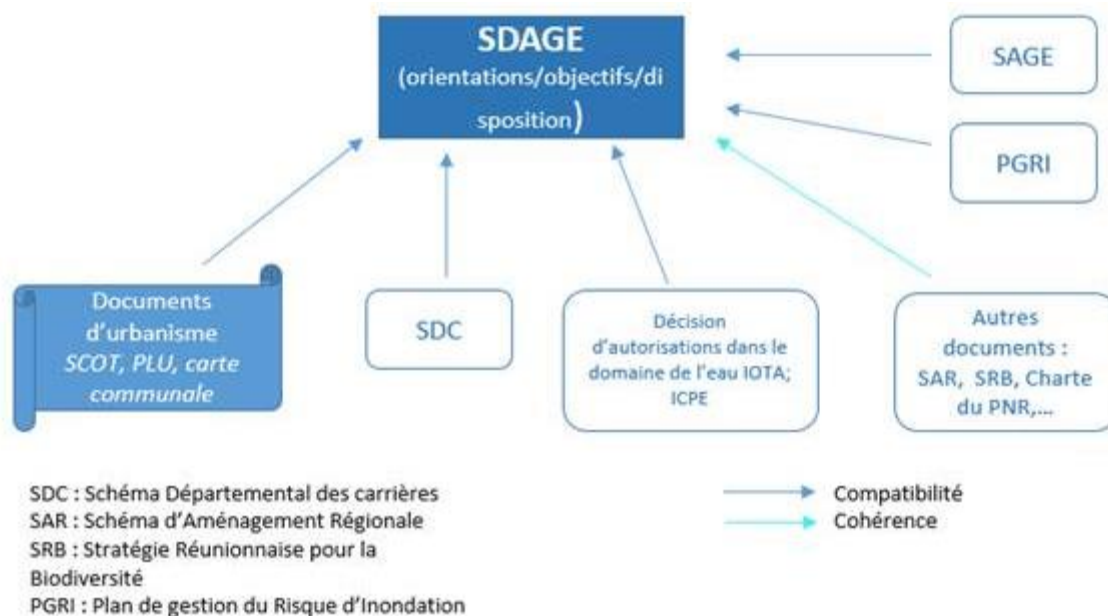 SDAGE
(orientations/objectifs/di
sposition)
SAGE
PGRI
Documents
d’urbanisme
SCOT, PLU, carte
communale
SDC
Décision
d’autorisations dans le
domaine de l’eau IOTA;
ICPE
Autres
documents :
SAR, SRB, Charte
du PNR,...
SDC : Schéma Départemental des carrières
SAR : Schéma d’Aménagement Régionale
SRB : Stratégie Réunionnaise pour la
Biodiversité
PGRI : Plan de gestion du Risque d’Inondation
Compatibilité
Cohérence